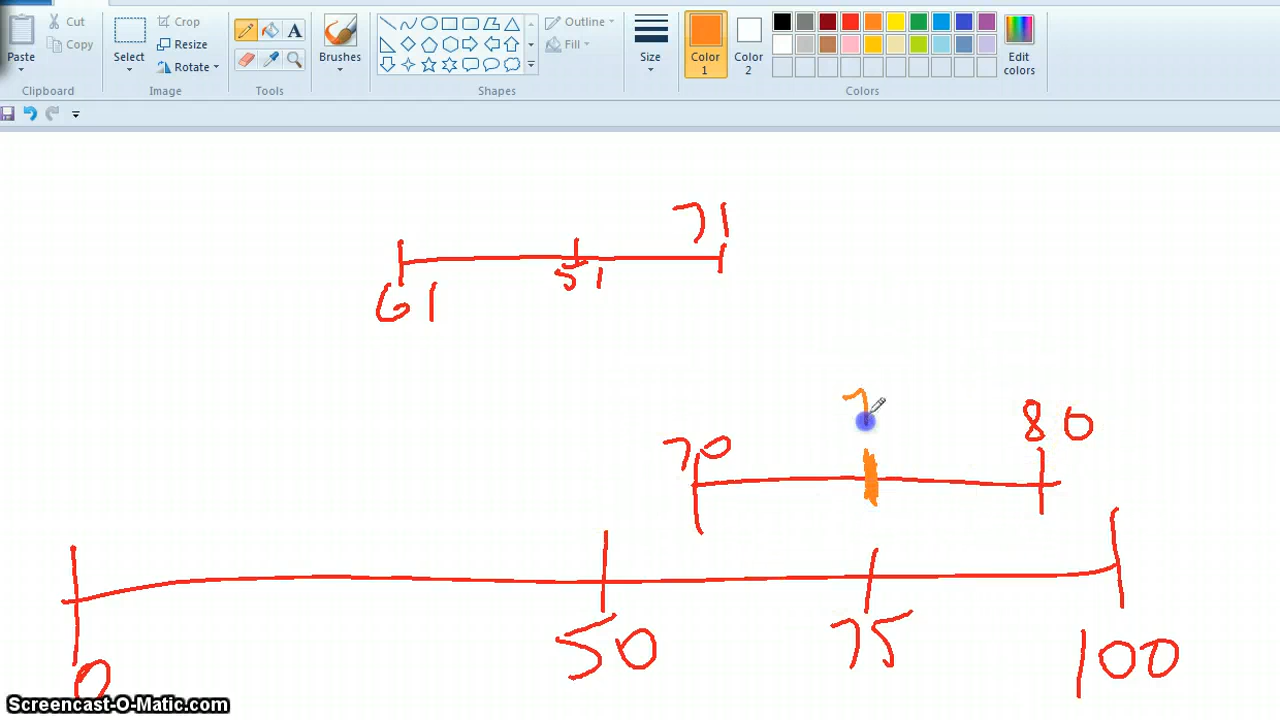 Paste
Cut
Copy
Clipboard
Select
Crop
Resize
Rotate
Image
A
Tools
Brushes
Outline
Fill
Shapes
Size
Color 1
Color 2
Edit colors
Colors
71
61
51
7
70
80
0
50
75
100
Screencast-O-Matic.com